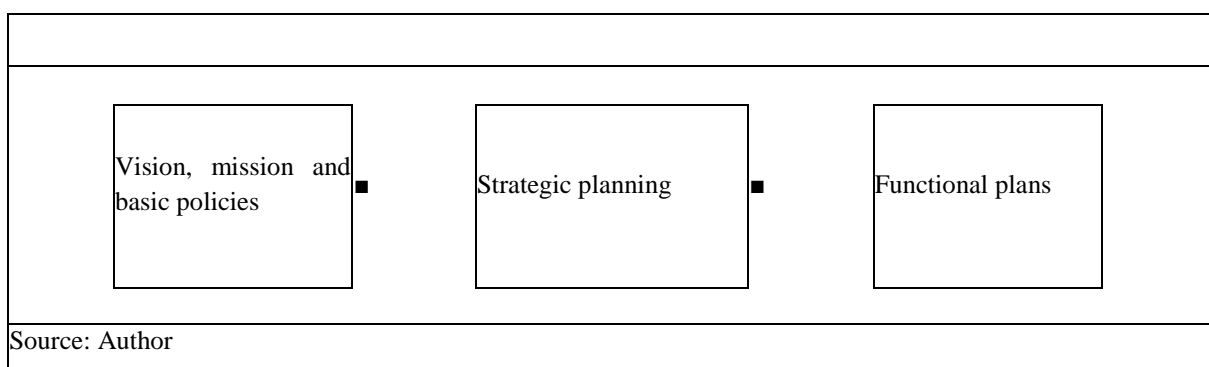 Vision, mission and
basic policies
Strategic planning
Functional plans
Source: Author